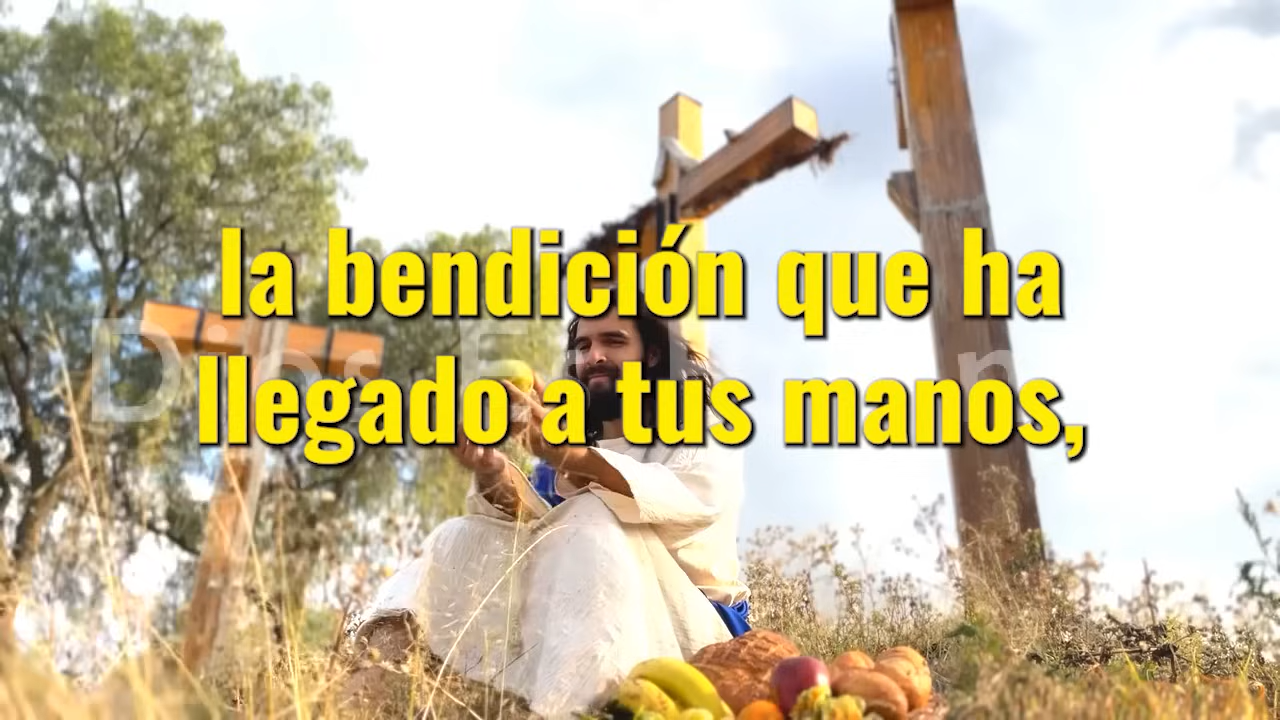 la bendición que ha
llegado a tus manos,